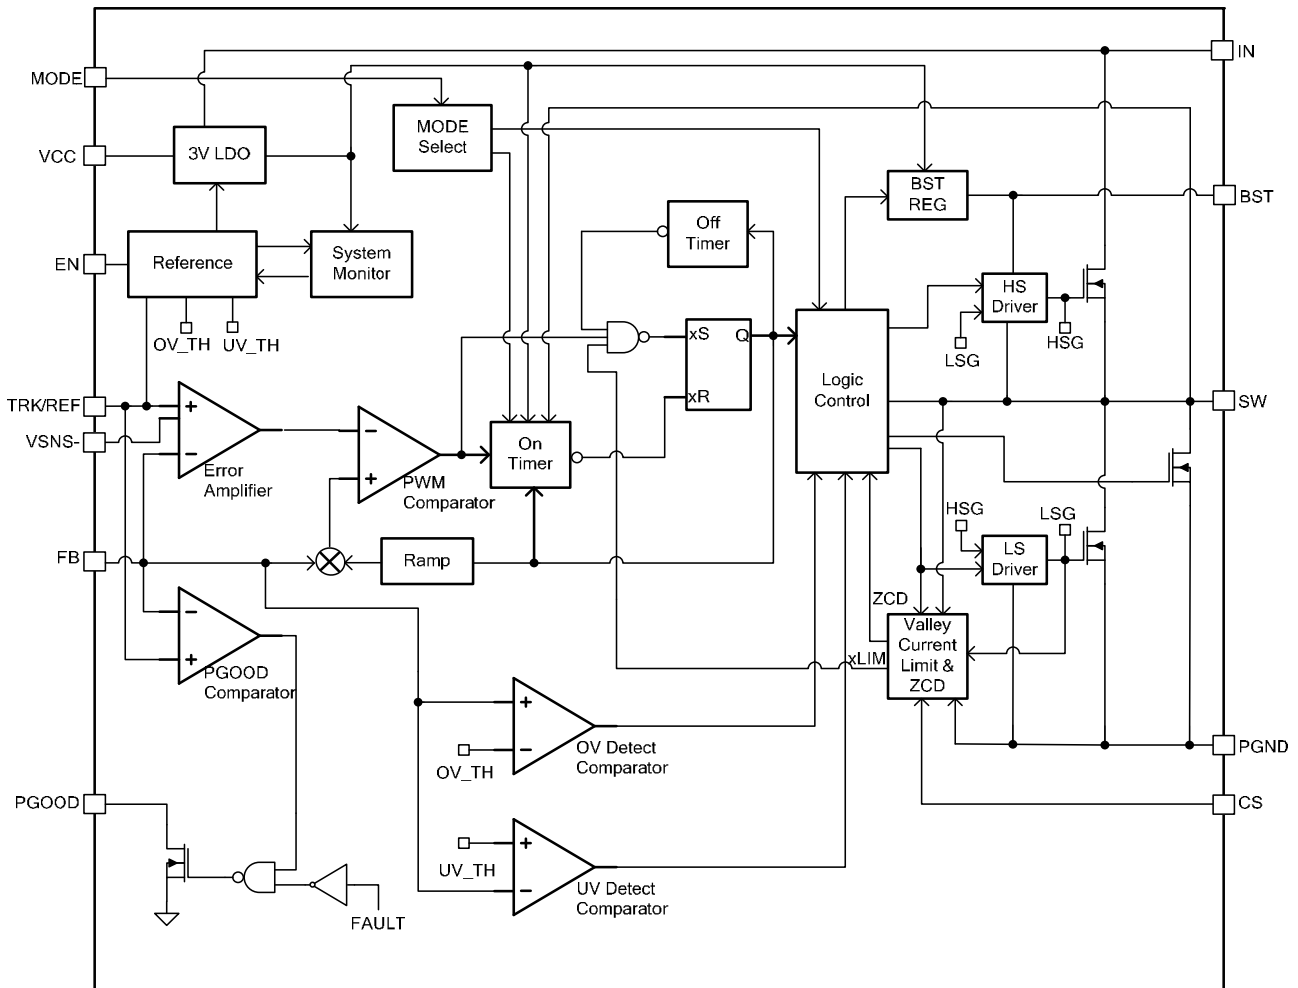 IN
MODE
MODE
Select
3V LDO
VCC
BST
REG
BST
Off
Timer
EN
Reference
System
Monitor
HS
Driver
OV_TH
UV_TH
xS
Q
LSG
HSG
Logic
Control
xR
TRK/REF
+
VSNS-
−
Error
Amplifier
−
+
PWM
Comparator
On
Timer
SW
HSG
LSG
FB
Ramp
LS
Driver
ZCD
Valley
Current
Limit &
ZCD
xLIM
−
+
PGOOD
Comparator
+
−
OV_TH
OV Detect
Comparator
PGND
PGOOD
CS
+
−
UV_TH
UV Detect
Comparator
FAULT